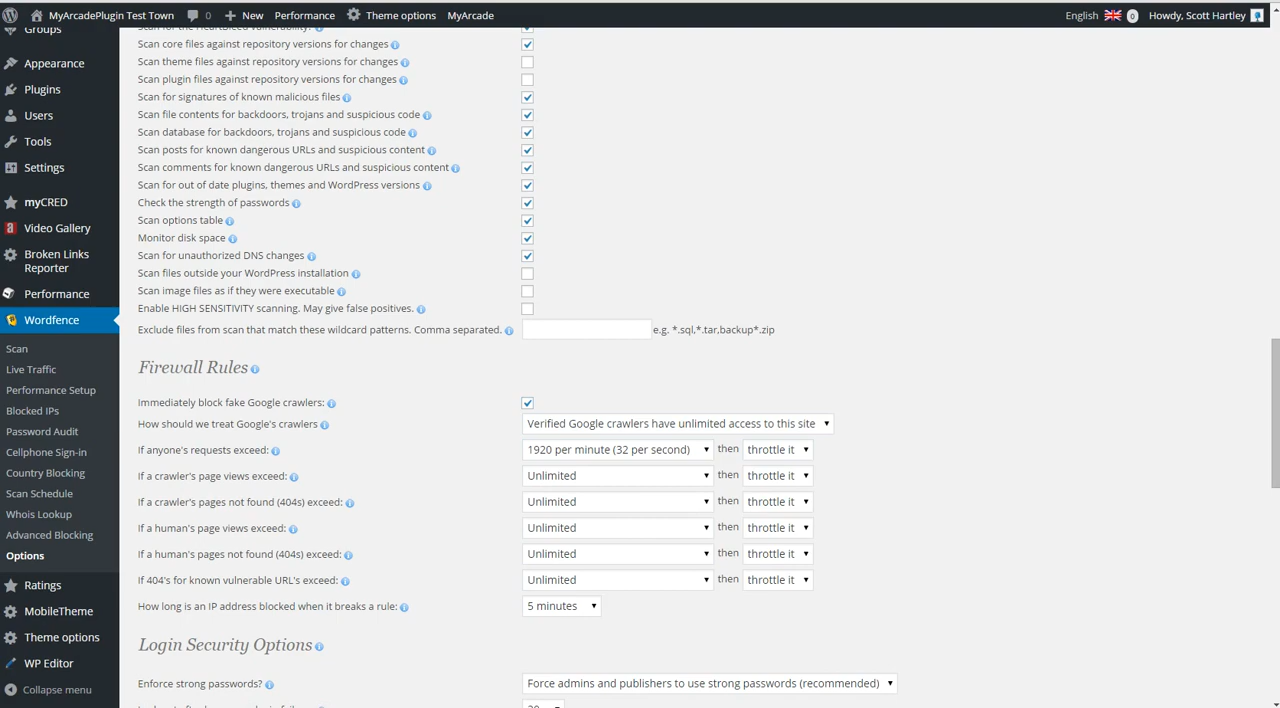 MyArcadePlugin Test Town 0 New Performance Theme options MyArcade English 0 Howdy, Scott Hartley
Groups
Appearance
Plugins
Users
Tools
Settings
myCRED
Video Gallery
Broken Links
Reporter
Performance
Wordfence
Scan
Live Traffic
Performance Setup
Blocked IPs
Password Audit
Cellphone Sign-in
Country Blocking
Scan Schedule
Whois Lookup
Advanced Blocking
Options
Ratings
MobileTheme
Theme options
WP Editor
Collapse menu
Scan for the HeartBleed vulnerability?
Scan core files against repository versions for changes
Scan theme files against repository versions for changes
Scan plugin files against repository versions for changes
Scan for signatures of known malicious files
Scan file contents for backdoors, trojans and suspicious code
Scan database for backdoors, trojans and suspicious code
Scan posts for known dangerous URLs and suspicious content
Scan comments for known dangerous URLs and suspicious content
Scan for out of date plugins, themes and WordPress versions
Check the strength of passwords
Scan options table
Monitor disk space
Scan for unauthorized DNS changes
Scan files outside your WordPress installation
Scan image files as if they were executable
Enable HIGH SENSITIVITY scanning. May give false positives.
Exclude files from scan that match these wildcard patterns. Comma separated. e.g. *.sql,*.tar,backup*.zip
Firewall Rules
Immediately block fake Google crawlers:
How should we treat Google's crawlers Verified Google crawlers have unlimited access to this site
If anyone's requests exceed: 1920 per minute (32 per second) then throttle it
If a crawler's page views exceed: Unlimited then throttle it
If a crawler's pages not found (404s) exceed: Unlimited then throttle it
If a human's page views exceed: Unlimited then throttle it
If a human's pages not found (404s) exceed: Unlimited then throttle it
If 404's for known vulnerable URL's exceed: Unlimited then throttle it
How long is an IP address blocked when it breaks a rule: 5 minutes
Login Security Options
Enforce strong passwords? Force admins and publishers to use strong passwords (recommended)